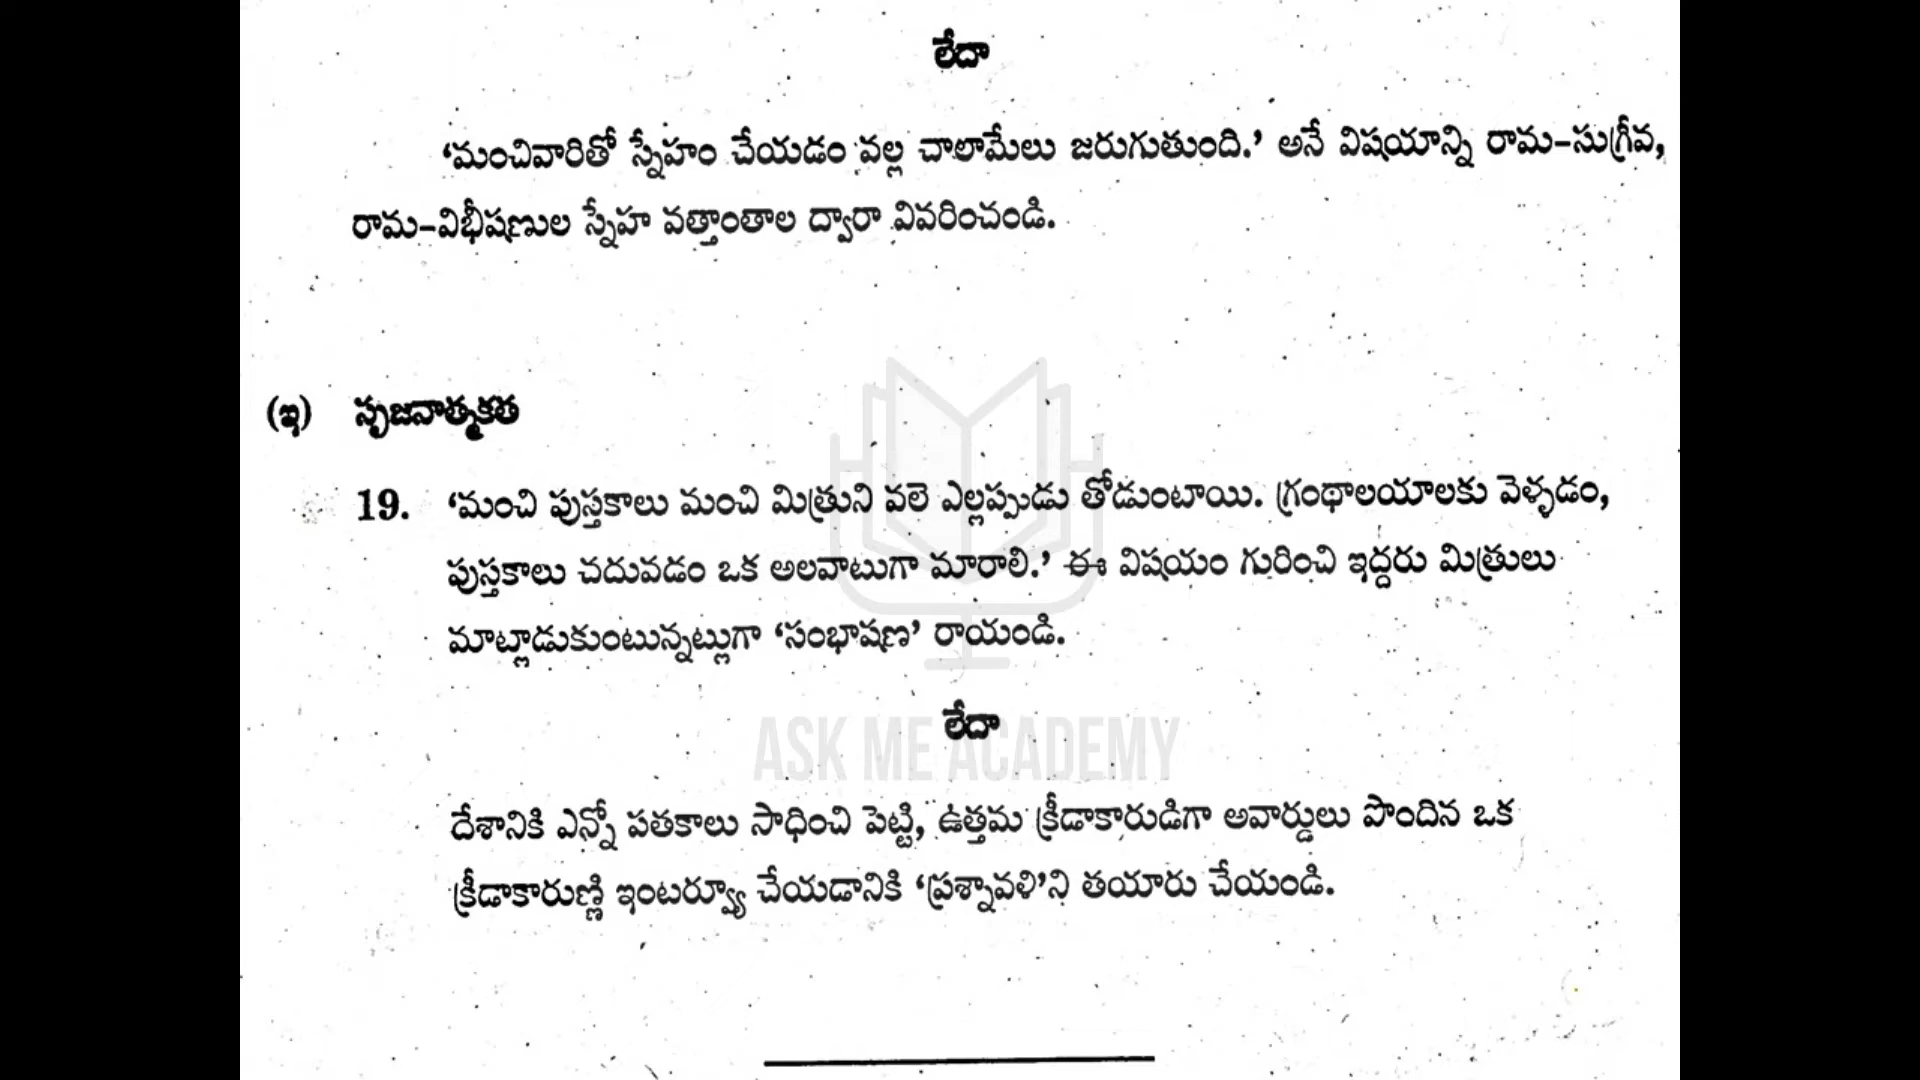 లేదా
‘మంచివారితో స్నేహం చేయడం వల్ల చాలామేలు జరుగుతుంది.’ అనే విషయాన్ని రామ-సుగ్రీవ,
రామ-విభీషణుల స్నేహ వత్తాంతాల ద్వారా వివరించండి.
(ఇ) సృజనాత్మకత
19. ‘మంచి పుస్తకాలు మంచి మిత్రుని వలె ఎల్లప్పుడు తోడుంటాయి. గ్రంథాలయాలకు వెళ్ళడం,
పుస్తకాలు చదువడం ఒక అలవాటుగా మారాలి.’ ఈ విషయం గురించి ఇద్దరు మిత్రులు
మాట్లాడుకుంటున్నట్లుగా ‘సంభాషణ’ రాయండి.
లేదా
ASK ME ACADEMY
దేశానికి ఎన్నో పతకాలు సాధించి పెట్టి, ఉత్తమ క్రీడాకారుడిగా అవార్డులు పొందిన ఒక
క్రీడాకారుణ్ణి ఇంటర్వ్యూ చేయడానికి ‘ప్రశ్నావళి’ని తయారు చేయండి.